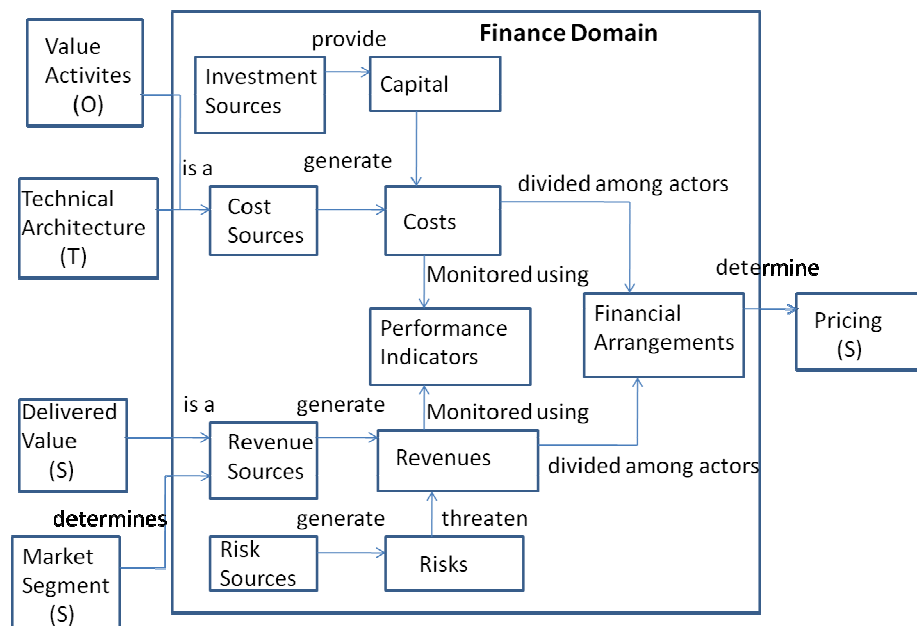 Finance Domain
Value
Activites
(O)
provide
Investment
Sources
Capital
is a
generate
divided among actors
Technical
Architecture
(T)
Cost
Sources
Costs
Monitored using
determine
Performance
Indicators
Financial
Arrangements
Pricing
(S)
Delivered
Value
(S)
is a
generate
Monitored using
Revenue
Sources
Revenues
divided among actors
determines
generate
threaten
Market
Segment
(S)
Risk
Sources
Risks